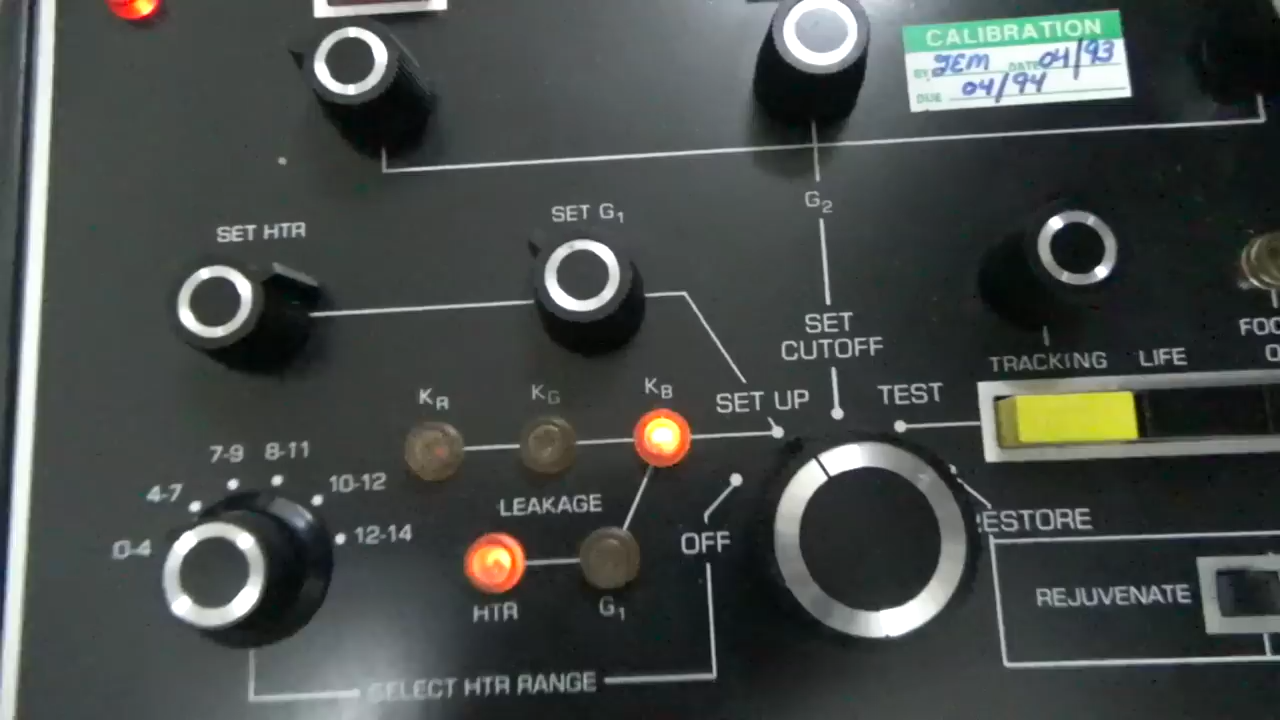 CALIBRATION
BY JEM DATE 04/93
DUE 04/94
G2
SET HTR
SET G1
SET
CUTOFF
TRACKING LIFE
KR KG KB
SET UP
TEST
7-9 8-11
4-7 10-12
0-4 12-14
LEAKAGE
OFF
ESTORE
HTR G1
REJUVENATE
SELECT HTR RANGE